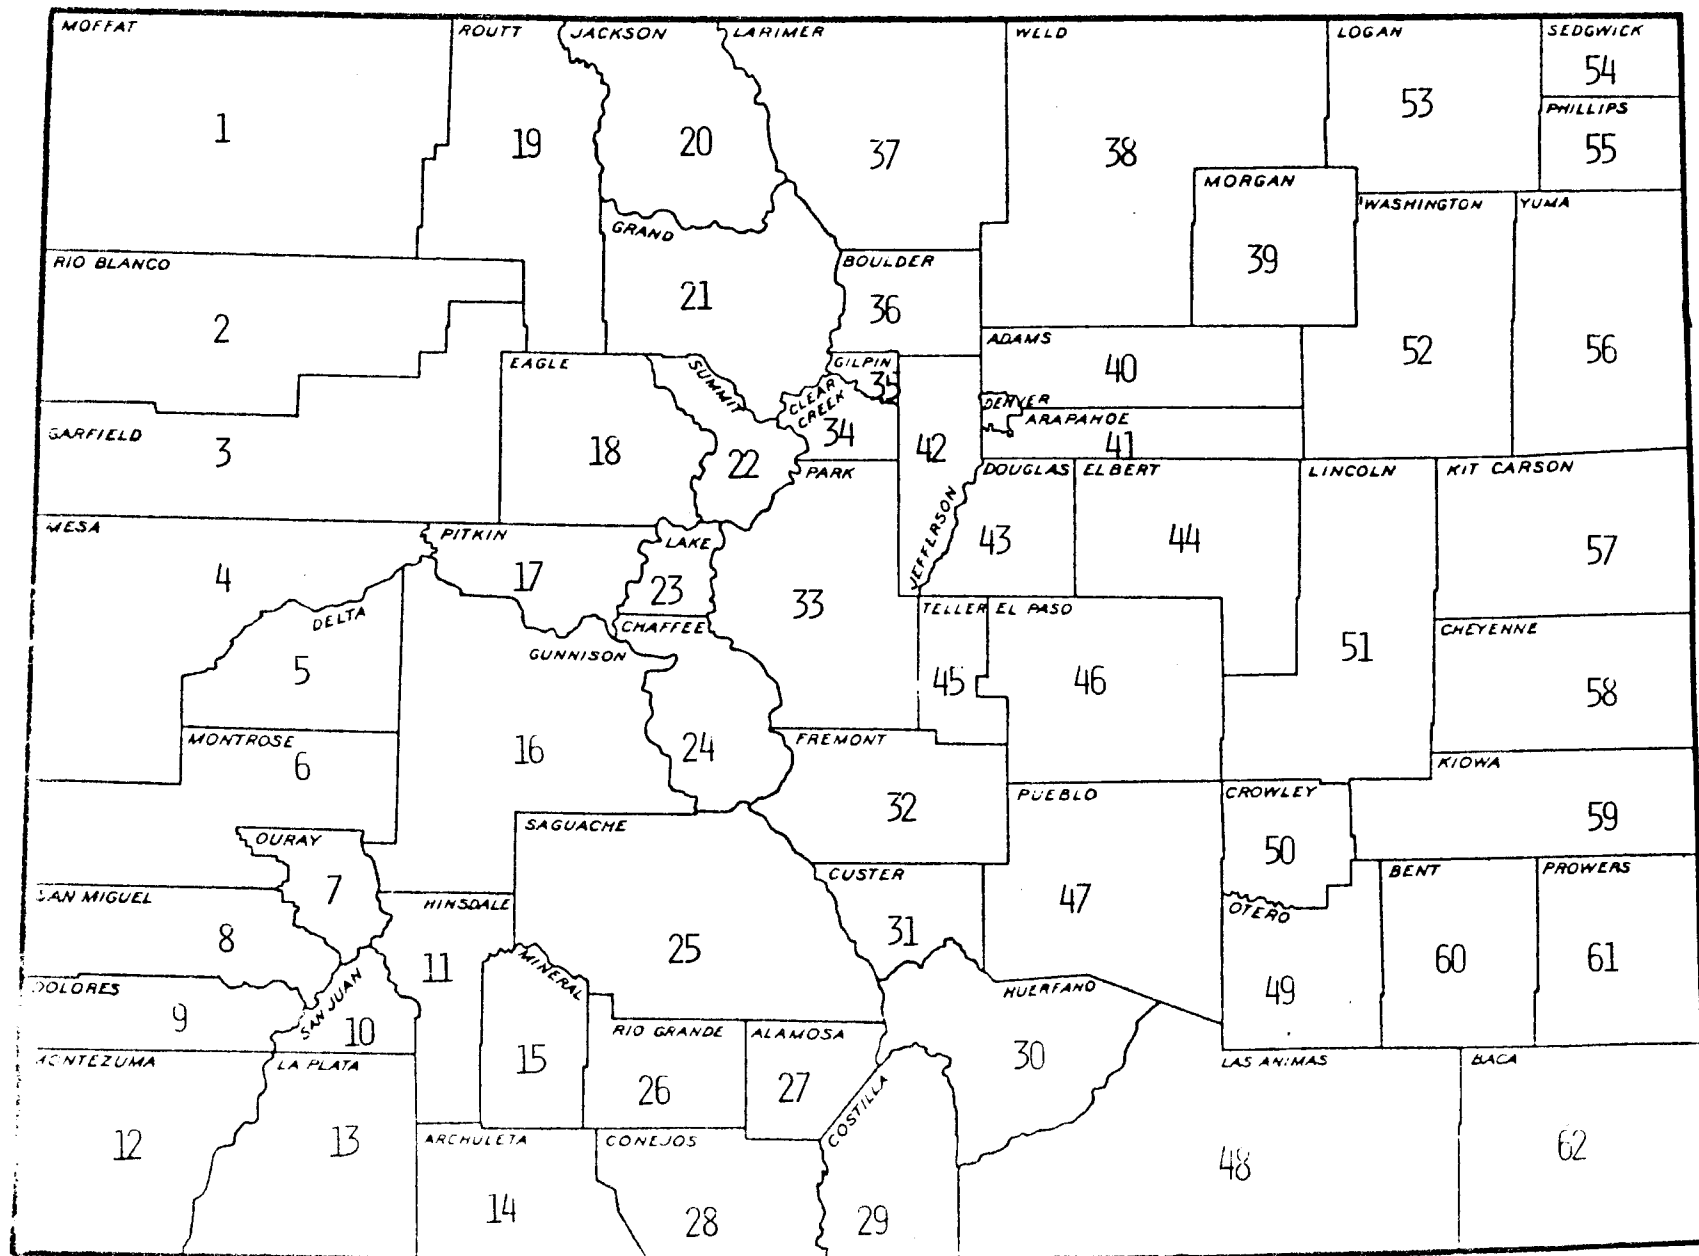 MOFFAT
1
ROUTT
19
JACKSON
20
LARIMER
37
WELD
38
LOGAN
53
SEDGWICK
54
PHILLIPS
55
MORGAN
39
WASHINGTON
52
YUMA
56
RIO BLANCO
2
GRAND
21
BOULDER
36
GARFIELD
3
EAGLE
18
SUMMIT
22
GILPIN
35
CLEAR
CREEK
34
ADAMS
40
DENVER
ARAPAHOE
41
JEFFERSON
42
MESA
4
PITKIN
17
LAKE
23
PARK
33
DOUGLAS
43
ELBERT
44
LINCOLN
51
KIT CARSON
57
DELTA
5
GUNNISON
16
CHAFFEE
24
TELLER
45
EL PASO
46
CHEYENNE
58
MONTROSE
6
FREMONT
32
KIOWA
59
OURAY
7
SAGUACHE
25
PUEBLO
47
CROWLEY
50
SAN MIGUEL
8
HINSDALE
11
CUSTER
31
OTERO
49
BENT
60
PROWERS
61
DOLORES
9
SAN JUAN
10
MINERAL
15
RIO GRANDE
26
ALAMOSA
27
HUERFANO
30
MONTEZUMA
12
LA PLATA
13
ARCHULETA
14
CONEJOS
28
COSTILLA
29
LAS ANIMAS
48
BACA
62